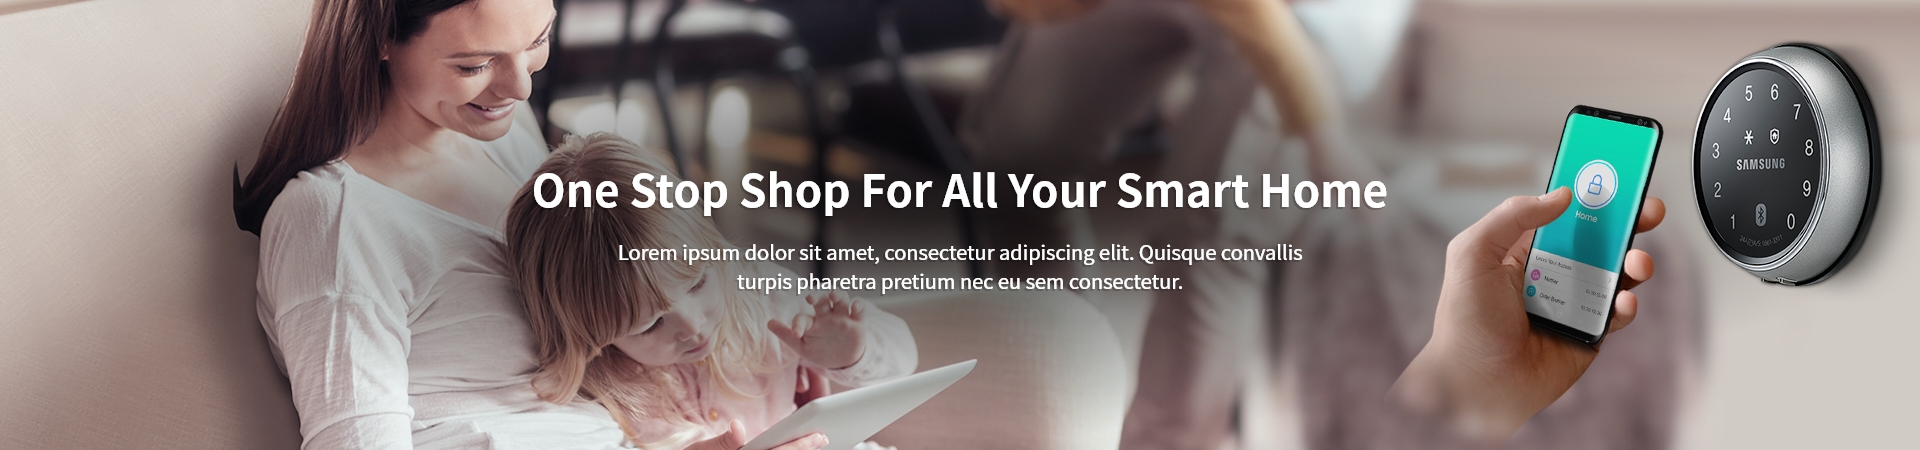 One Stop Shop For All Your Smart Home
Lorem ipsum dolor sit amet, consectetur adipiscing elit. Quisque convallis
turpis pharetra pretium nec eu sem consectetur.
5 6
4 7
3 8
SAMSUNG
2 9
1 0
Home